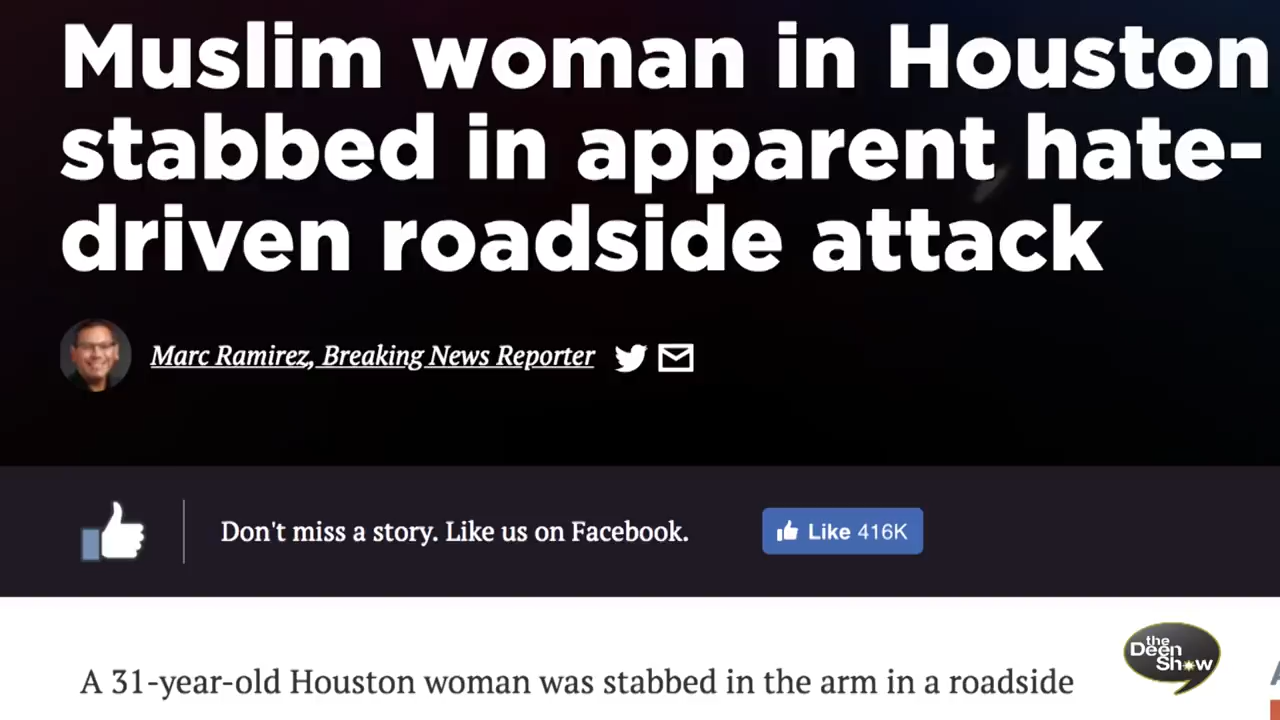 Muslim woman in Houston
stabbed in apparent hate-
driven roadside attack
Marc Ramirez, Breaking News Reporter
Don't miss a story. Like us on Facebook.
Like 416K
A 31-year-old Houston woman was stabbed in the arm in a roadside
the
Deen
Show